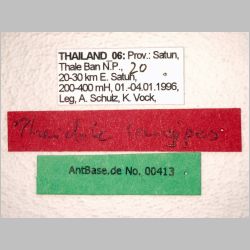 THAILAND 06: Prov.: Satun,
Thale Ban N.P., 20
20-30 km E. Satun,
200-400 mH, 01.-04.01.1996,
Leg, A. Schulz, K. Vock,
AntBase.de No. 00413